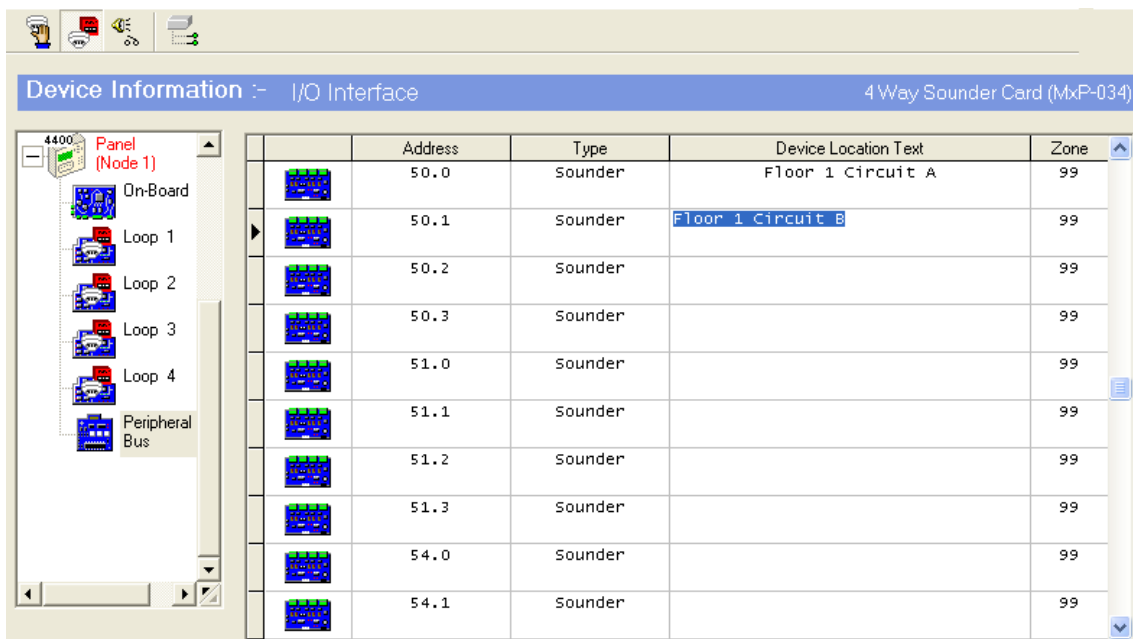 Device Information :- I/O Interface 4 Way Sounder Card (MxP-034)
4400 Panel
(Node 1)
On-Board
Loop 1
Loop 2
Loop 3
Loop 4
Peripheral
Bus
Address Type Device Location Text Zone
50.0 Sounder Floor 1 Circuit A 99
50.1 Sounder Floor 1 Circuit B 99
50.2 Sounder 99
50.3 Sounder 99
51.0 Sounder 99
51.1 Sounder 99
51.2 Sounder 99
51.3 Sounder 99
54.0 Sounder 99
54.1 Sounder 99